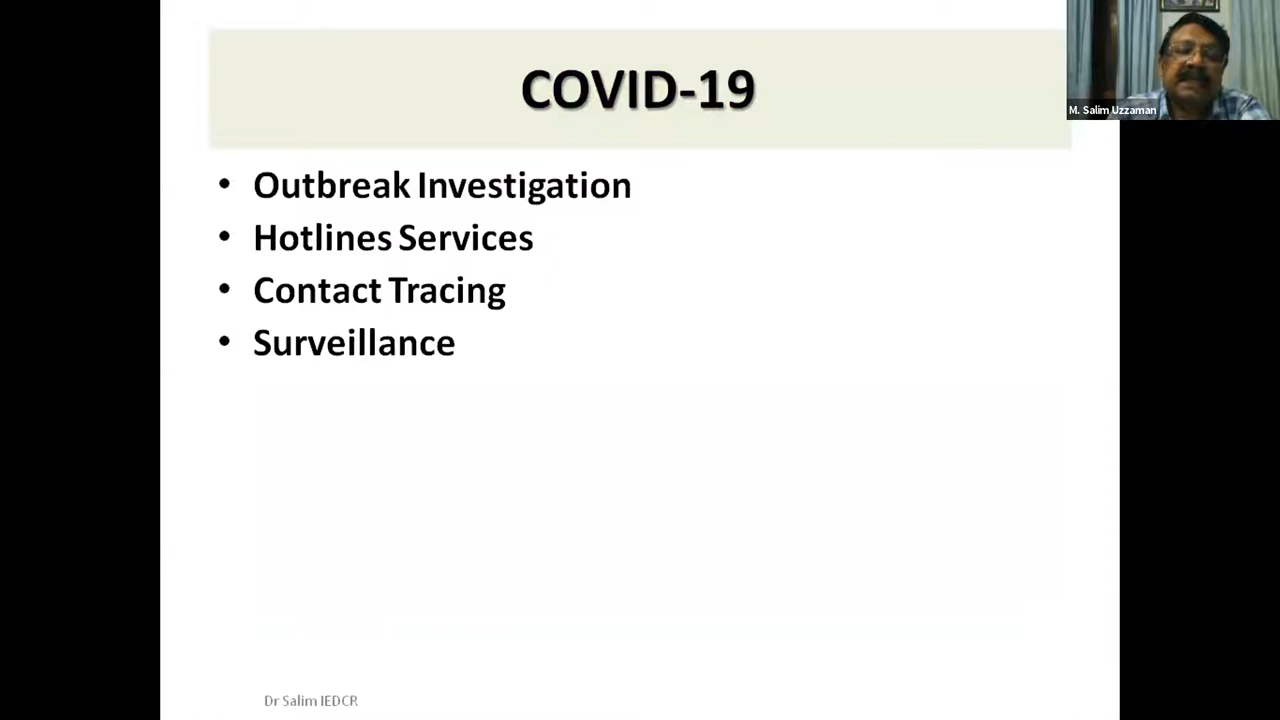 COVID-19
M. Salim Uzzaman
• Outbreak Investigation
• Hotlines Services
• Contact Tracing
• Surveillance
Dr Salim IEDCR